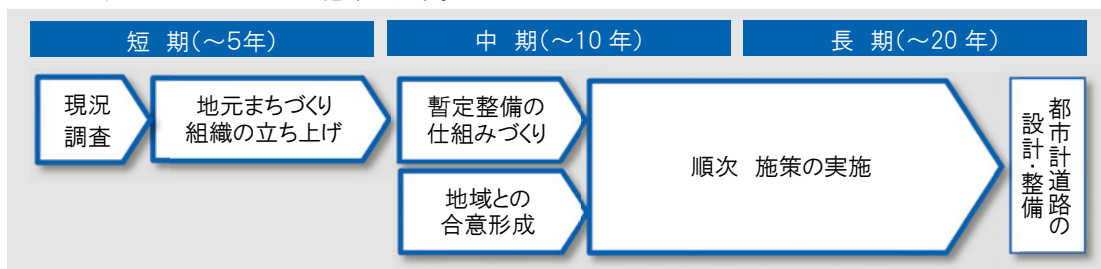 短 期(～5年)
中 期(～10 年)
長 期(～20 年)
現況
調査
地元まちづくり
組織の立ち上げ
暫定整備の
仕組みづくり
地域との
合意形成
順次 施策の実施
都市計道路の
設計・整備